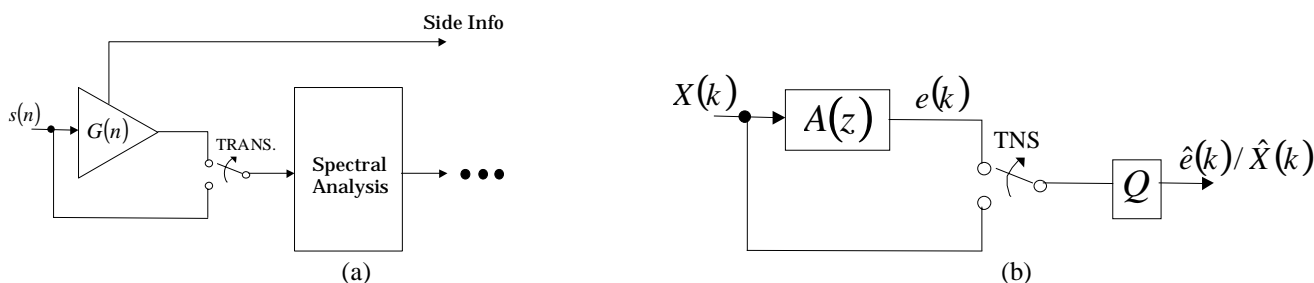 Side Info
s(n)
G(n)
TRANS.
Spectral
Analysis
(a)
X(k)
A(z)
e(k)
TNS
Q
ê(k)/X̂(k)
(b)